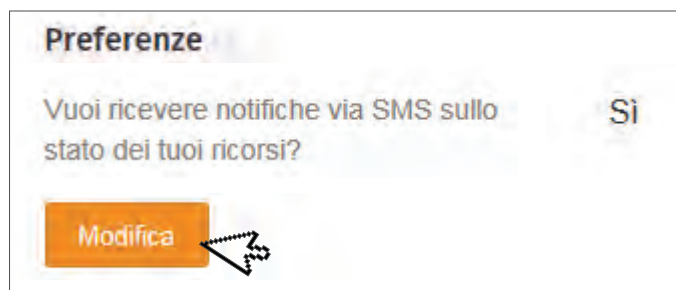 Preferenze
Vuoi ricevere notifiche via SMS sullo Sì
stato dei tuoi ricorsi?
Modifica